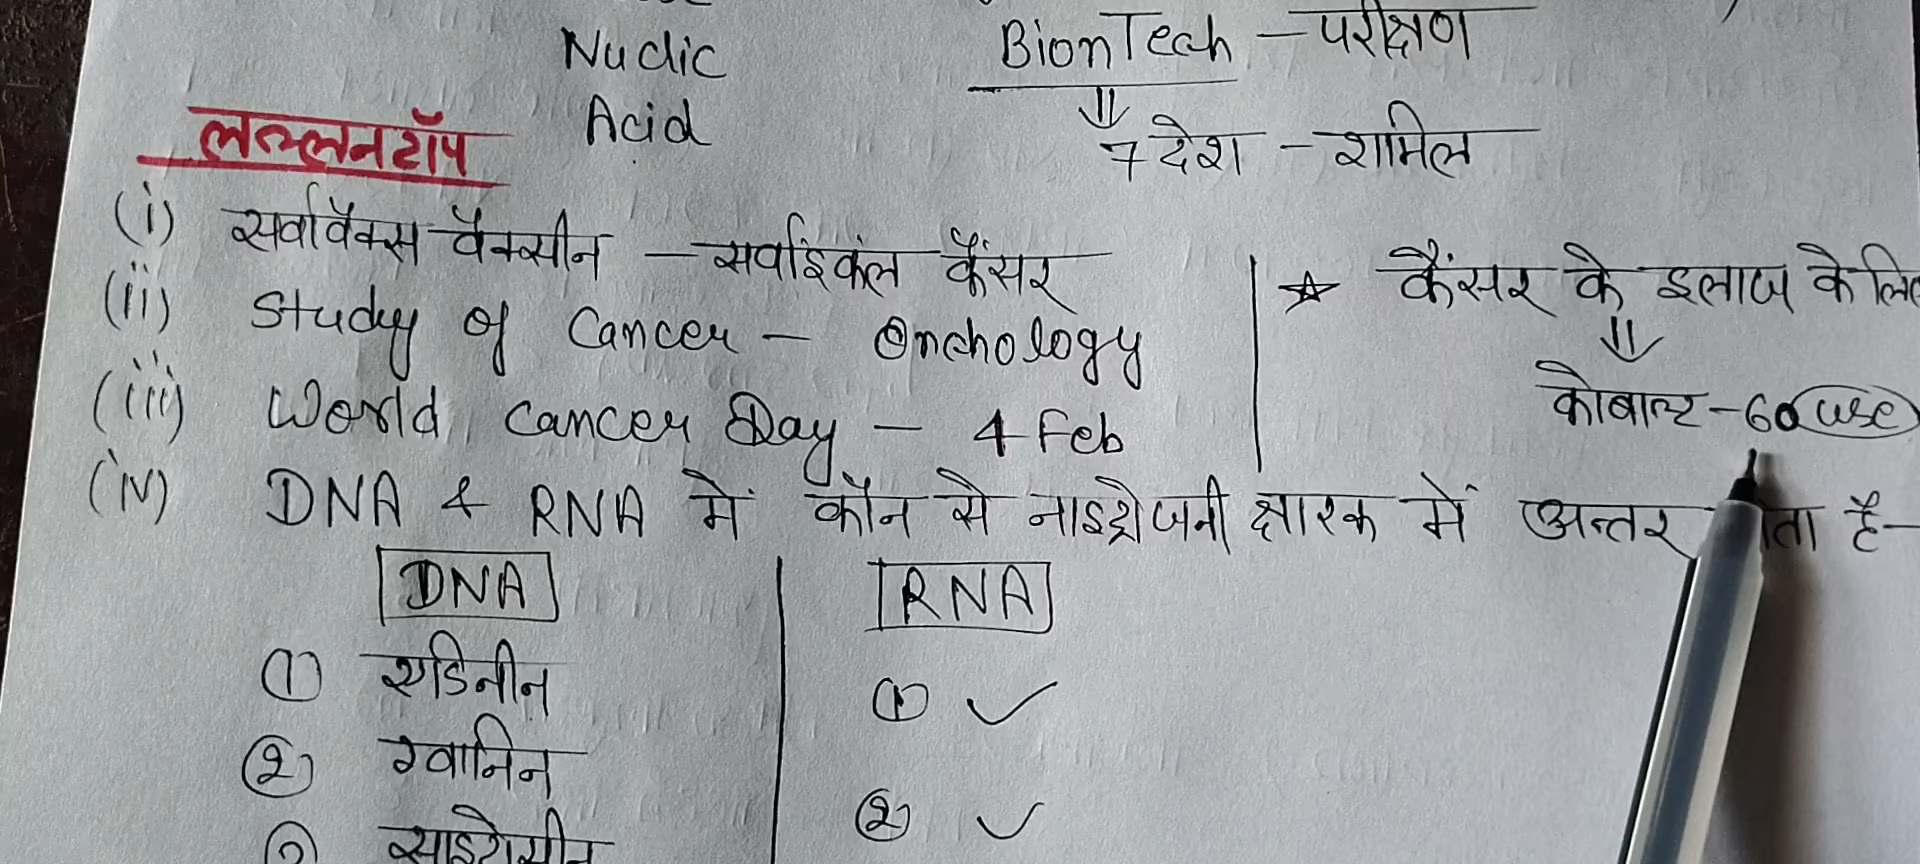 Nuclic
Acid
BionTech – परीक्षण
⇓
7 देश – शामिल
लल्लनटॉप
(i) सर्वावैक्स वैक्सीन – सर्वाइकल कैंसर
(ii) Study of Cancer – Onchology
(iii) World Cancer Day – 4 Feb
☆ कैंसर के इलाज के
⇓
कोबाल्ट – 60 use
(iv) DNA & RNA में कौन से नाइट्रोजनी क्षारक में अन्तर है –
DNA
RNA
① एडिनीन
① ✓
② ग्वानिन
② ✓
साइटोसीन